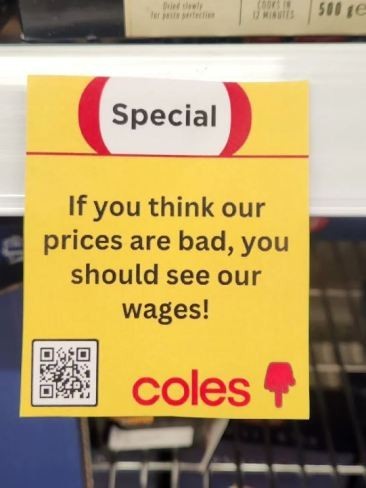 Dried slowly
for pasta perfection
COOKS IN
12 MINUTES
500 g e
Special
If you think our
prices are bad, you
should see our
wages!
coles